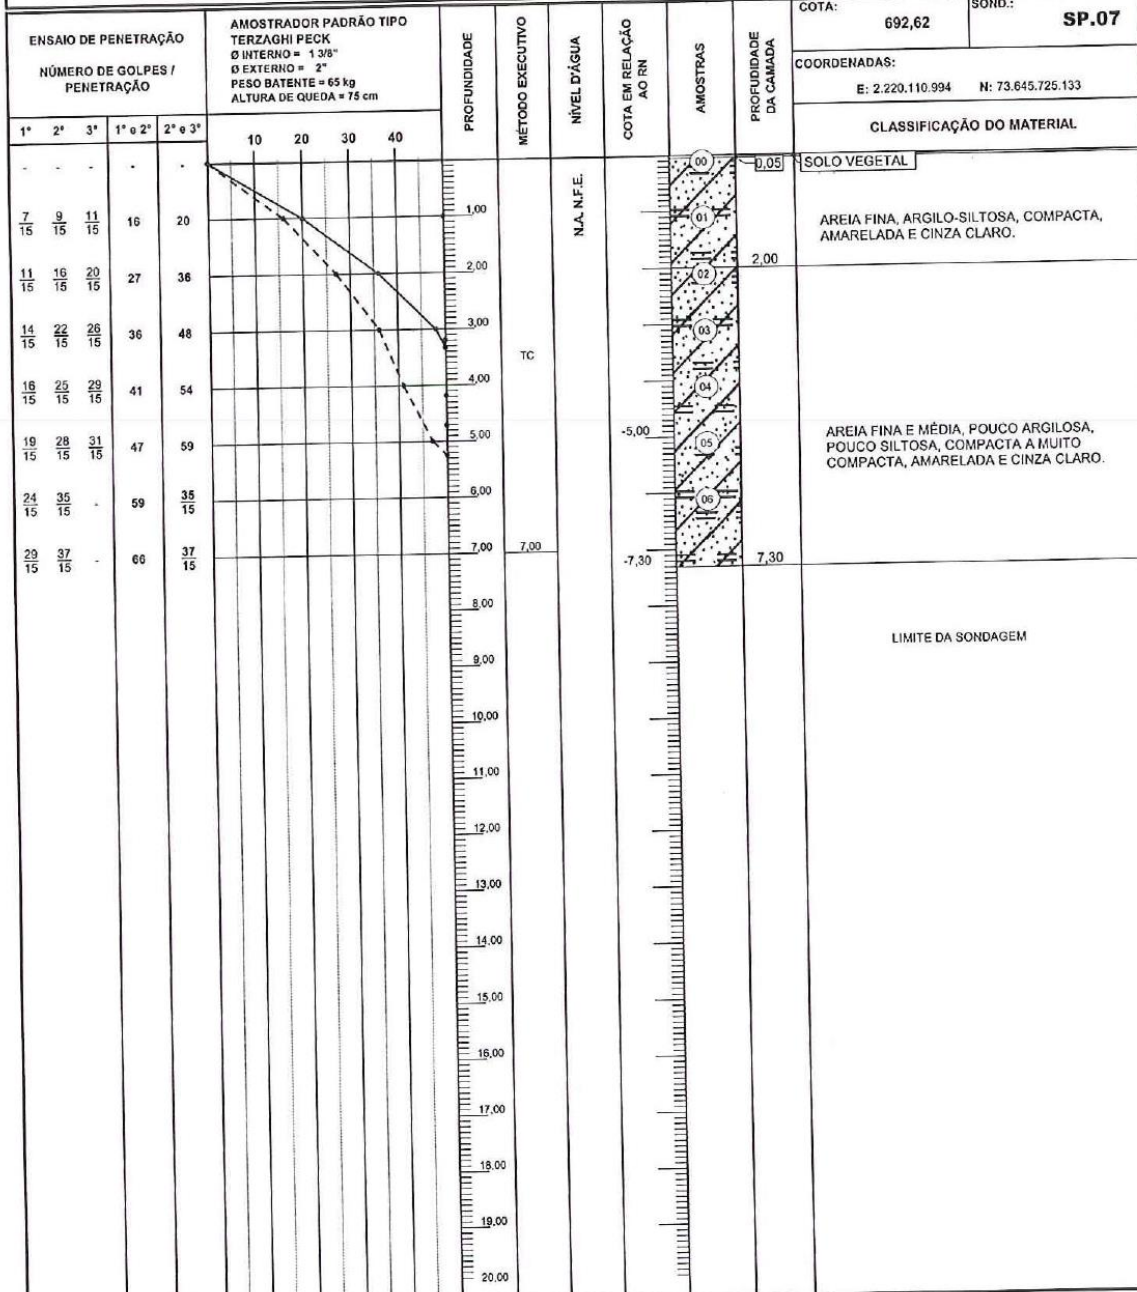 COTA:
692,62
SOND.:
SP.07
COORDENADAS:
E: 2.220.110.994 N: 73.645.725.133
CLASSIFICAÇÃO DO MATERIAL
ENSAIO DE PENETRAÇÃO
NÚMERO DE GOLPES /
PENETRAÇÃO
AMOSTRADOR PADRÃO TIPO
TERZAGHI PECK
Ø INTERNO = 1 3/8"
Ø EXTERNO = 2"
PESO BATENTE = 65 kg
ALTURA DE QUEDA = 75 cm
PROFUNDIDADE
MÉTODO EXECUTIVO
NÍVEL D'ÁGUA
COTA EM RELAÇÃO
AO RN
AMOSTRAS
PROFUDIDADE
DA CAMADA
1° 2° 3° 1° e 2° 2° e 3°
10 20 30 40
- - - - -
7/15 9/15 11/15 16 20
11/15 16/15 20/15 27 36
14/15 22/15 26/15 36 48
16/15 25/15 29/15 41 54
19/15 28/15 31/15 47 59
24/15 35/15 - 59 35/15
29/15 37/15 - 66 37/15
1,00
2,00
3,00
4,00
5,00
6,00
7,00
8,00
9,00
10,00
11,00
12,00
13,00
14,00
15,00
16,00
17,00
18,00
19,00
20,00
TC
7,00
N.A. N.F.E.
-5,00
-7,30
00
01
02
03
04
05
06
0,05
2,00
7,30
SOLO VEGETAL
AREIA FINA, ARGILO-SILTOSA, COMPACTA,
AMARELADA E CINZA CLARO.
AREIA FINA E MÉDIA, POUCO ARGILOSA,
POUCO SILTOSA, COMPACTA A MUITO
COMPACTA, AMARELADA E CINZA CLARO.
LIMITE DA SONDAGEM